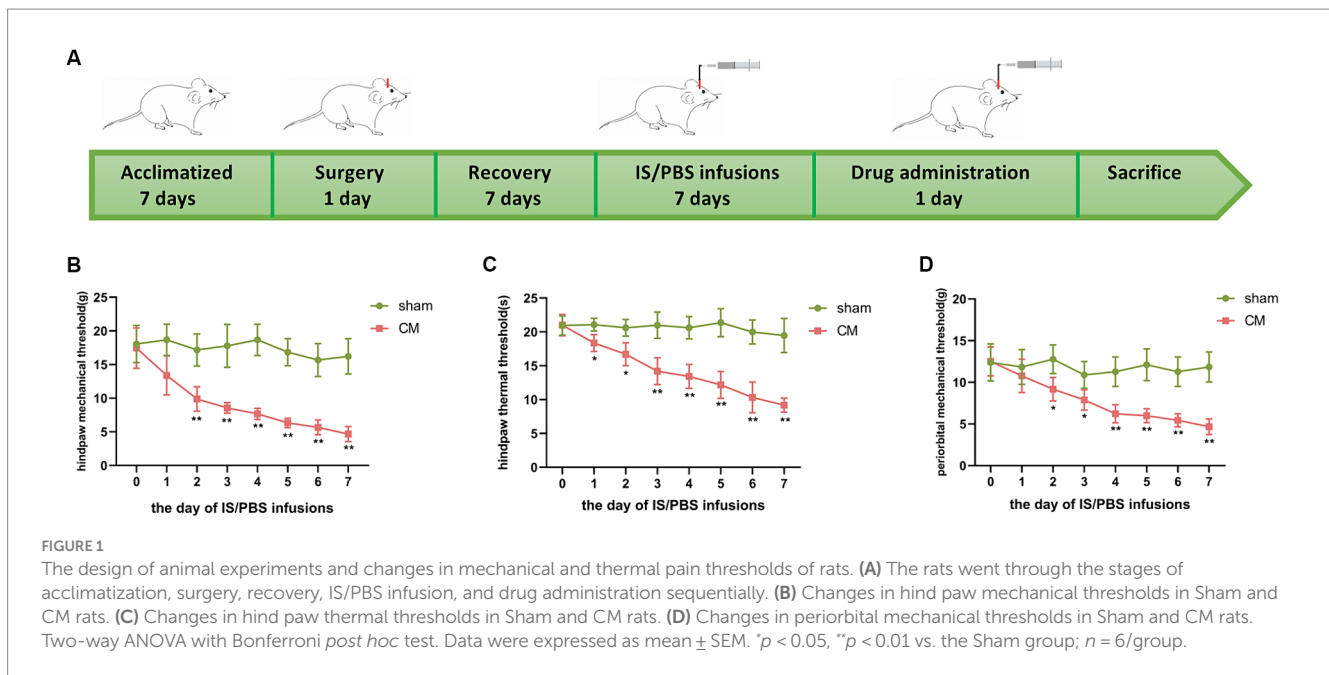 A
Acclimatized
7 days
Surgery
1 day
Recovery
7 days
IS/PBS infusions
7 days
Drug administration
1 day
Sacrifice
B
hindpaw mechanical threshold(g)
25
20
15
10
5
0
0 1 2 3 4 5 6 7
** ** ** ** ** **
the day of IS/PBS infusions
sham
CM
C
hindpaw thermal threshold(s)
25
20
15
10
5
0
0 1 2 3 4 5 6 7
* * ** ** ** ** **
the day of IS/PBS infusions
sham
CM
D
periorbital mechanical threshold(g)
20
15
10
5
0
0 1 2 3 4 5 6 7
* * ** ** ** **
the day of IS/PBS infusions
sham
CM
FIGURE 1
The design of animal experiments and changes in mechanical and thermal pain thresholds of rats. (A) The rats went through the stages of
acclimatization, surgery, recovery, IS/PBS infusion, and drug administration sequentially. (B) Changes in hind paw mechanical thresholds in Sham and
CM rats. (C) Changes in hind paw thermal thresholds in Sham and CM rats. (D) Changes in periorbital mechanical thresholds in Sham and CM rats.
Two-way ANOVA with Bonferroni post hoc test. Data were expressed as mean ± SEM. *p < 0.05, **p < 0.01 vs. the Sham group; n = 6/group.